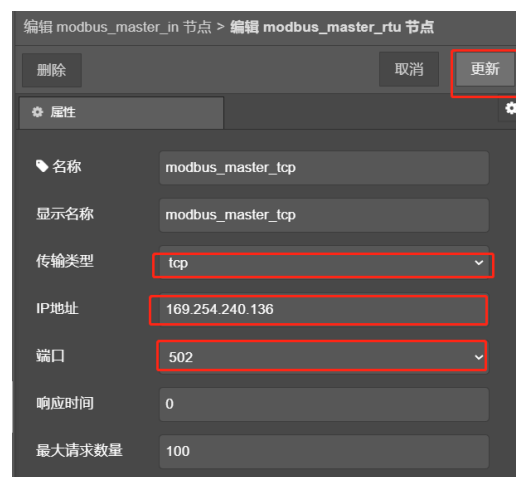 编辑 modbus_master_in 节点 > 编辑 modbus_master_rtu 节点
删除 取消 更新
属性
名称 modbus_master_tcp
显示名称 modbus_master_tcp
传输类型 tcp
IP地址 169.254.240.136
端口 502
响应时间 0
最大请求数量 100